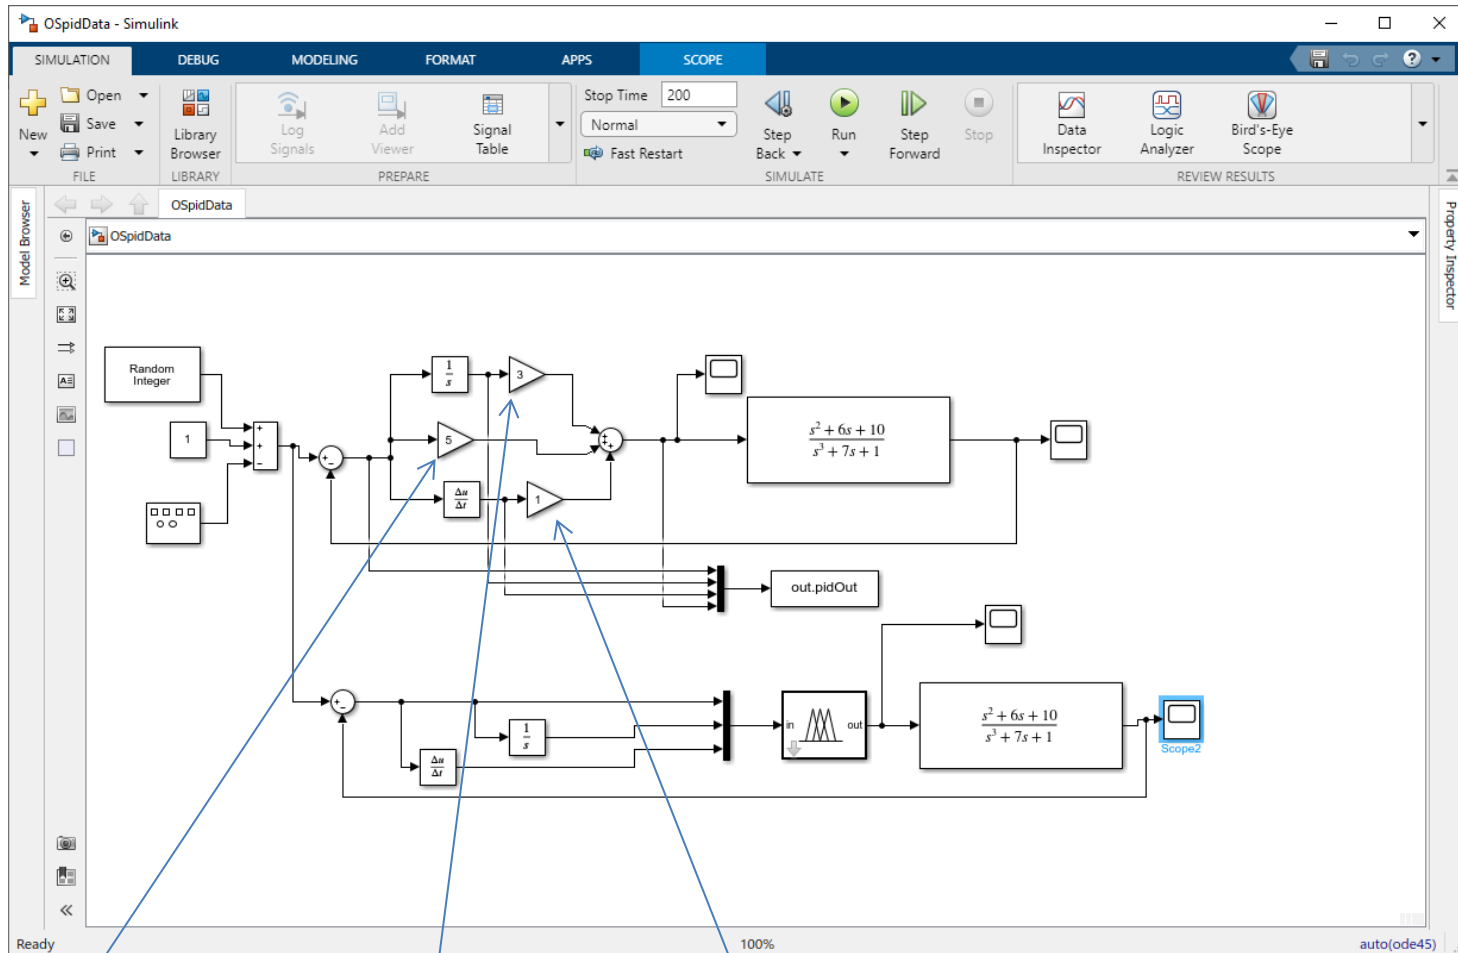 OSpidData - Simulink
SIMULATION DEBUG MODELING FORMAT APPS SCOPE
New
Open
Save
Print
FILE
Library
Browser
LIBRARY
Log
Signals
Add
Viewer
Signal
Table
PREPARE
Stop Time 200
Normal
Fast Restart
Step
Back
Run
Step
Forward
Stop
SIMULATE
Data
Inspector
Logic
Analyzer
Bird's-Eye
Scope
REVIEW RESULTS
Model Browser
OSpidData
OSpidData
Property Inspector
Random
Integer
1
+
+
−
+
−
1
s
3
5
Δu
Δt
1
+
+
+
s² + 6s + 10
s³ + 7s + 1
out.pidOut
+
−
1
s
Δu
Δt
in
out
s² + 6s + 10
s³ + 7s + 1
Scope2
Ready
100%
auto(ode45)